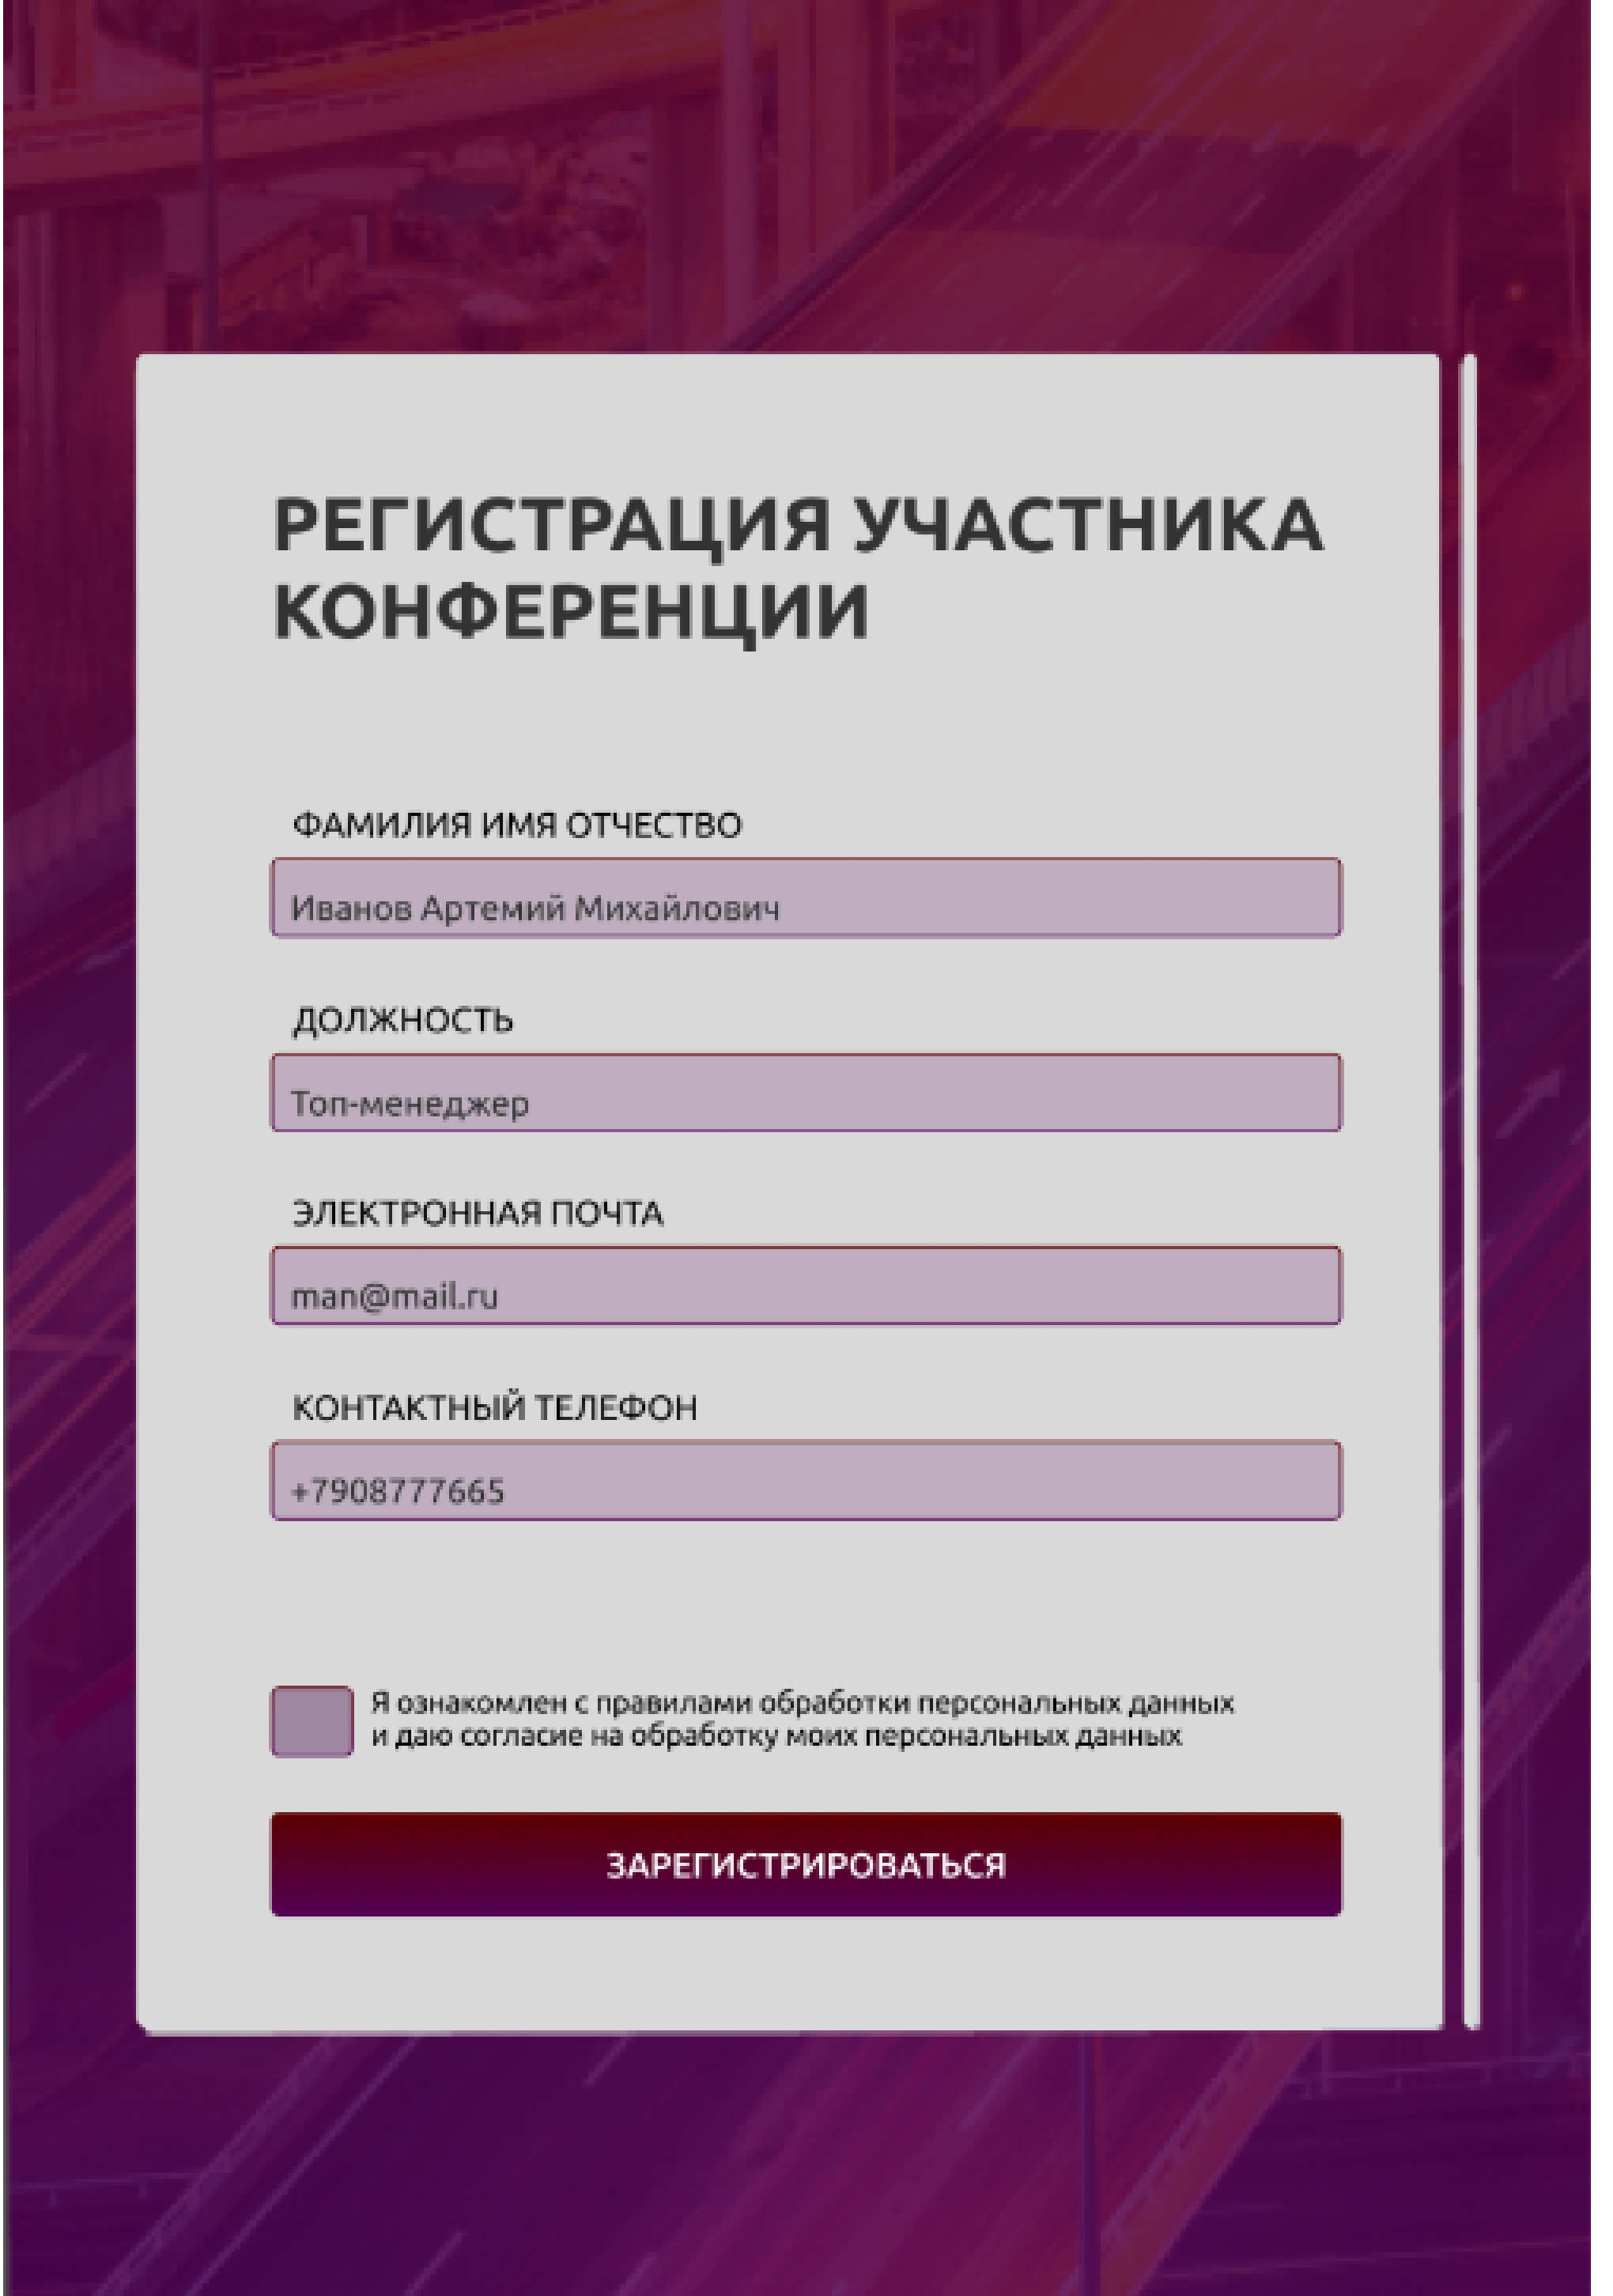 РЕГИСТРАЦИЯ УЧАСТНИКА
КОНФЕРЕНЦИИ
ФАМИЛИЯ ИМЯ ОТЧЕСТВО
Иванов Артемий Михайлович
ДОЛЖНОСТЬ
Топ-менеджер
ЭЛЕКТРОННАЯ ПОЧТА
man@mail.ru
КОНТАКТНЫЙ ТЕЛЕФОН
+7908777665
Я ознакомлен с правилами обработки персональных данных
и даю согласие на обработку моих персональных данных
ЗАРЕГИСТРИРОВАТЬСЯ